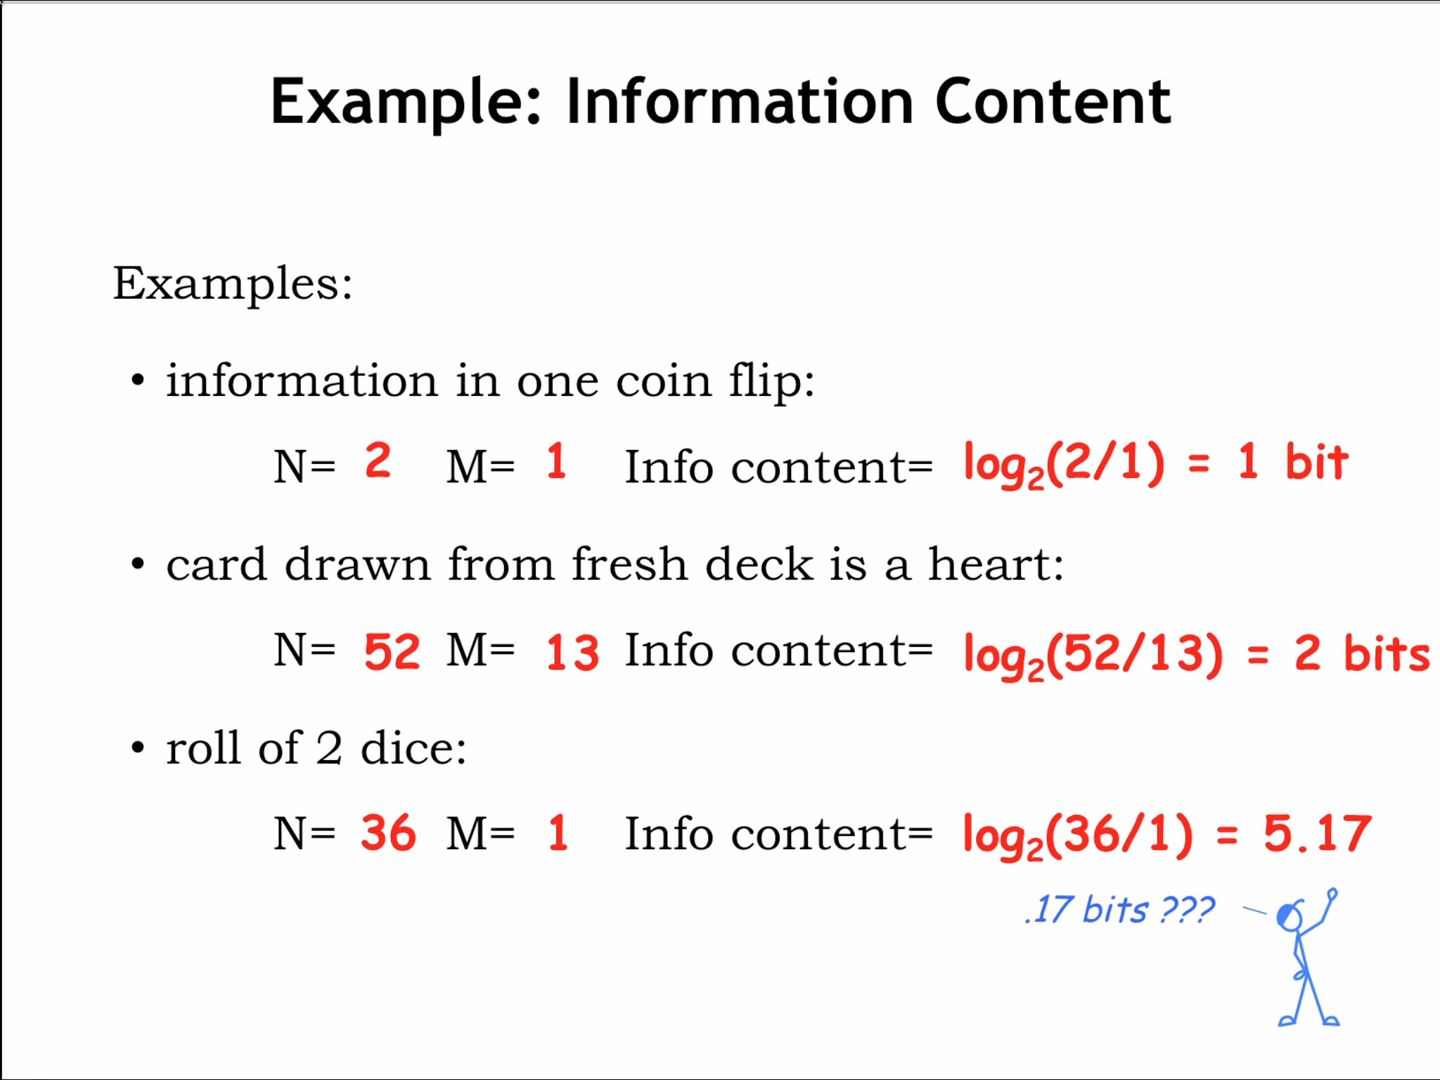 Example: Information Content
Examples:
• information in one coin flip:
N= 2 M= 1 Info content= log₂(2/1) = 1 bit
• card drawn from fresh deck is a heart:
N= 52 M= 13 Info content= log₂(52/13) = 2 bits
• roll of 2 dice:
N= 36 M= 1 Info content= log₂(36/1) = 5.17
.17 bits ???